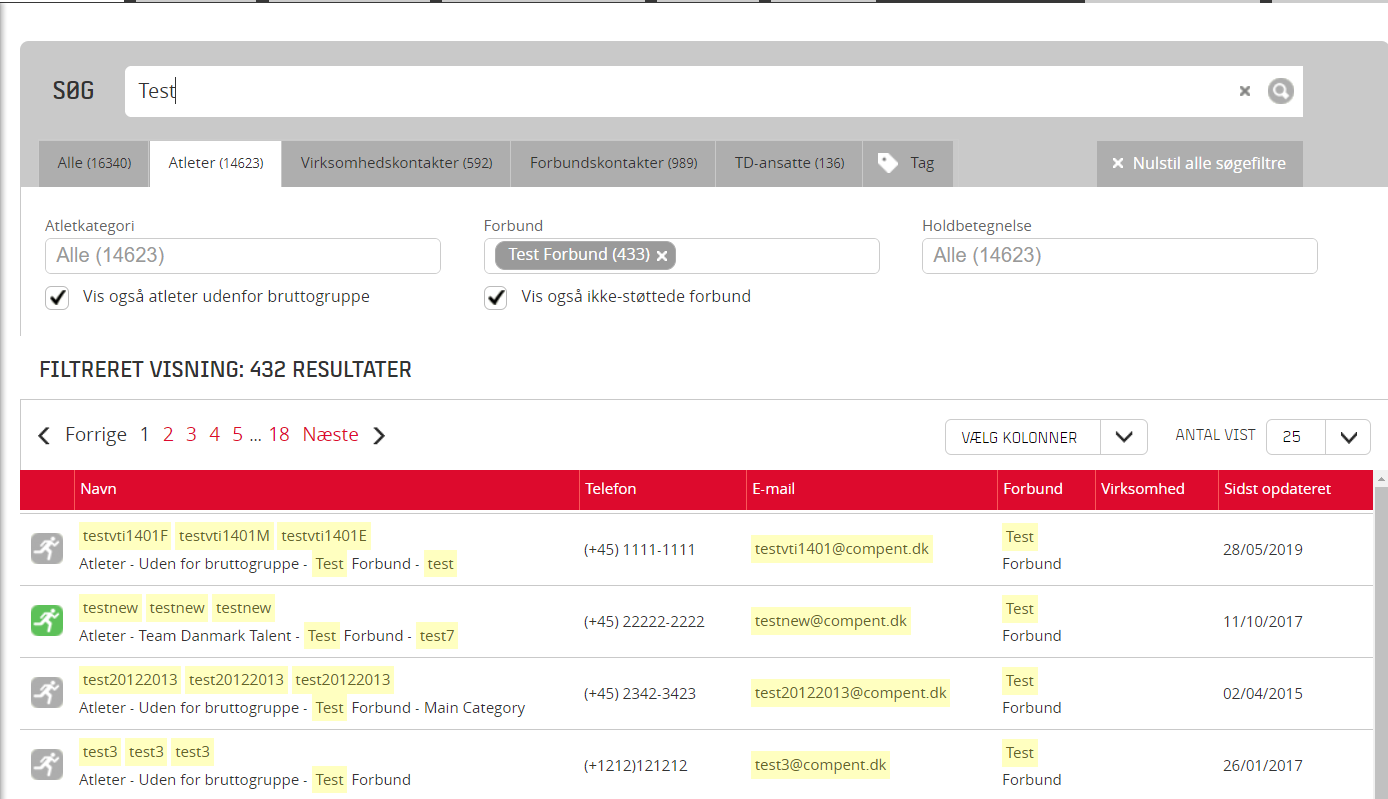 SØG Test
Alle (16340) Atleter (14623) Virksomhedskontakter (592) Forbundskontakter (989) TD-ansatte (136) Tag Nulstil alle søgefiltre
Atletkategori Forbund Holdbetegnelse
Alle (14623) Test Forbund (433) Alle (14623)
Vis også atleter udenfor bruttogruppe Vis også ikke-støttede forbund
FILTRERET VISNING: 432 RESULTATER
Forrige 1 2 3 4 5 ... 18 Næste VÆLG KOLONNER ANTAL VIST 25
Navn Telefon E-mail Forbund Virksomhed Sidst opdateret
testvti1401F testvti1401M testvti1401E
Atleter - Uden for bruttogruppe - Test Forbund - test
(+45) 1111-1111 testvti1401@compent.dk
Test
Forbund
28/05/2019
testnew testnew testnew
Atleter - Team Danmark Talent - Test Forbund - test7
(+45) 22222-2222 testnew@compent.dk
Test
Forbund
11/10/2017
test20122013 test20122013 test20122013
Atleter - Uden for bruttogruppe - Test Forbund - Main Category
(+45) 2342-3423 test20122013@compent.dk
Test
Forbund
02/04/2015
test3 test3 test3
Atleter - Uden for bruttogruppe - Test Forbund
(+1212)121212 test3@compent.dk
Test
Forbund
26/01/2017